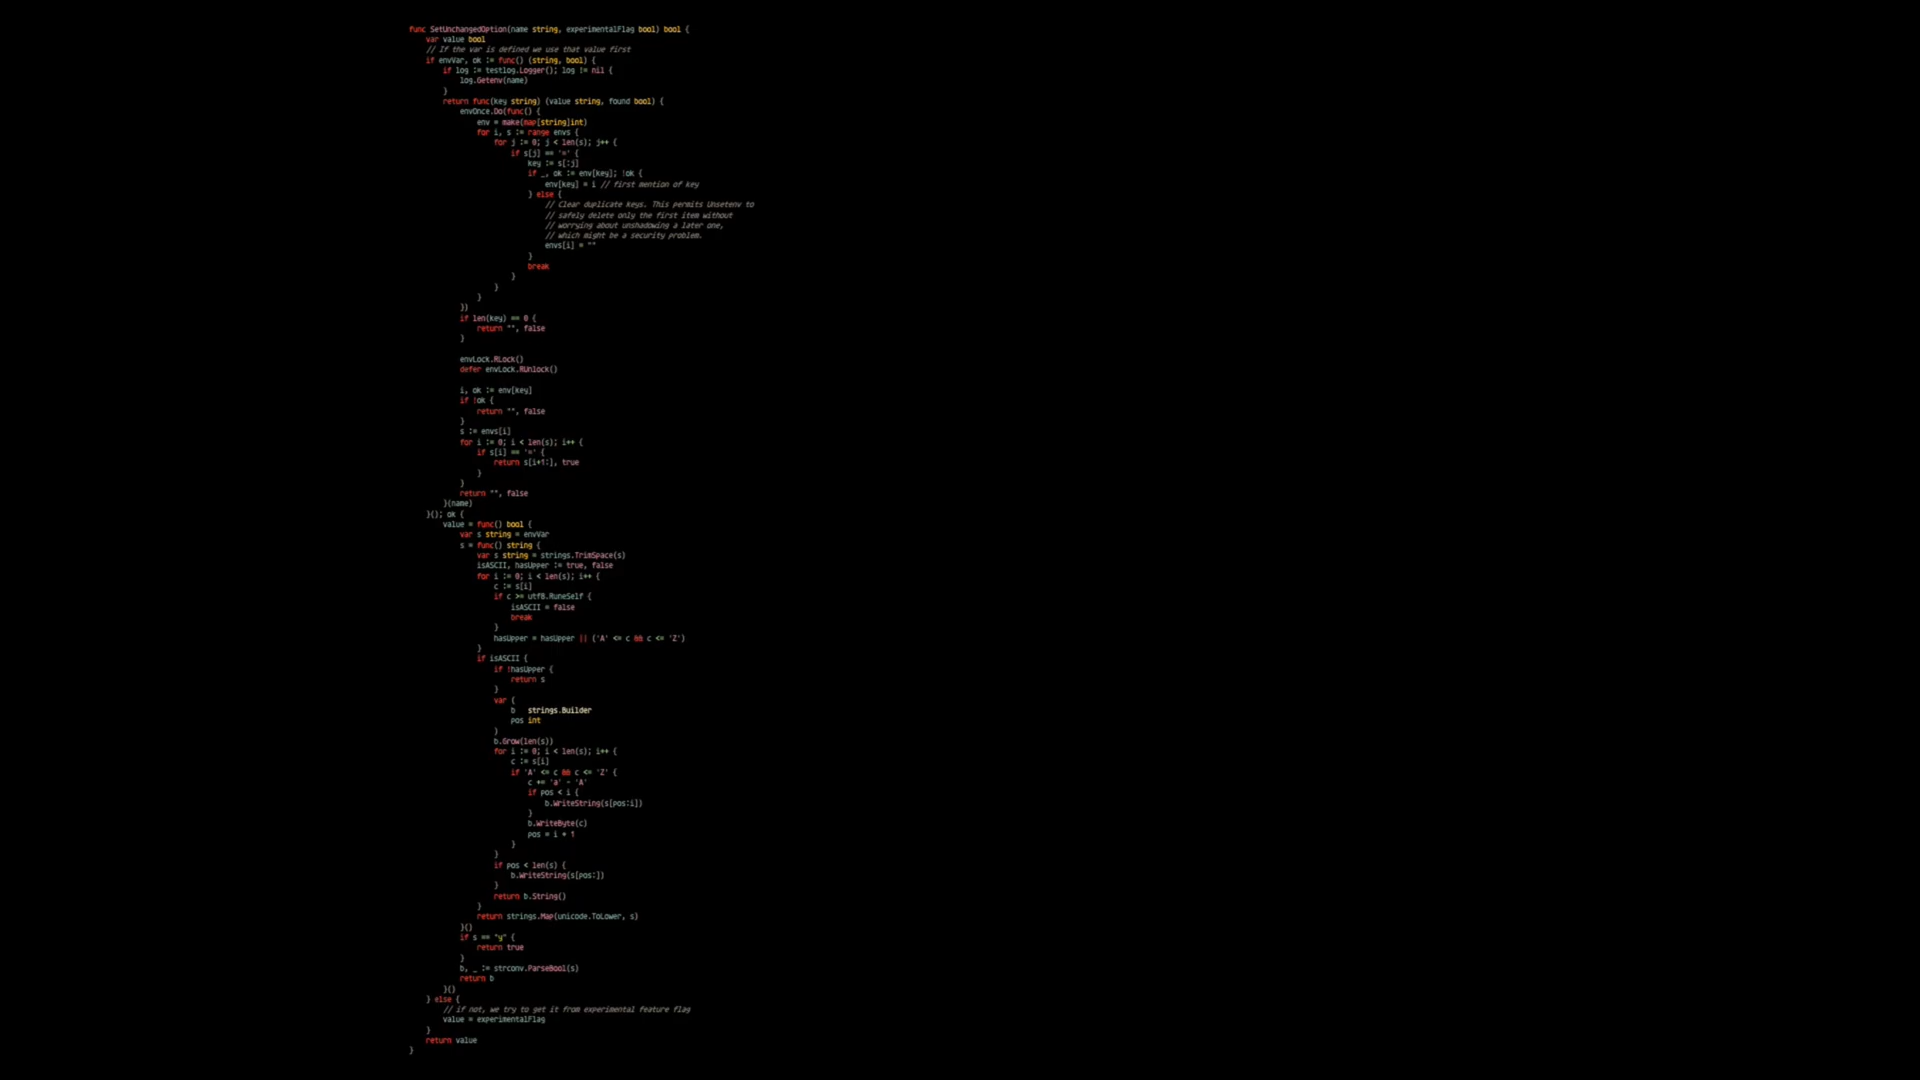 func SetUnchangedOption(name string, experimentalFlag bool) bool {
    var value bool
    // If the var is defined we use that value first
    if envVar, ok := func() (string, bool) {
        if log := testlog.Logger(); log != nil {
            log.Getenv(name)
        }
        return func(key string) (value string, found bool) {
            envOnce.Do(func() {
                env = make(map[string]int)
                for i, s := range envs {
                    for j := 0; j < len(s); j++ {
                        if s[j] == '=' {
                            key := s[:j]
                            if _, ok := env[key]; !ok {
                                env[key] = i // first mention of key
                            } else {
                                // Clear duplicate keys. This permits Unsetenv to
                                // safely delete only the first item without
                                // worrying about unshadowing a later one,
                                // which might be a security problem.
                                envs[i] = ""
                            }
                            break
                        }
                    }
                }
            })
            if len(key) == 0 {
                return "", false
            }

            envLock.RLock()
            defer envLock.RUnlock()

            i, ok := env[key]
            if !ok {
                return "", false
            }
            s := envs[i]
            for i := 0; i < len(s); i++ {
                if s[i] == '=' {
                    return s[i+1:], true
                }
            }
            return "", false
        }(name)
    }(); ok {
        value = func() bool {
            var s string = envVar
            s = func() string {
                var s string = strings.TrimSpace(s)
                isASCII, hasUpper := true, false
                for i := 0; i < len(s); i++ {
                    c := s[i]
                    if c >= utf8.RuneSelf {
                        isASCII = false
                        break
                    }
                    hasUpper = hasUpper || ('A' <= c && c <= 'Z')
                }
                if isASCII {
                    if !hasUpper {
                        return s
                    }
                    var (
                        b   strings.Builder
                        pos int
                    )
                    b.Grow(len(s))
                    for i := 0; i < len(s); i++ {
                        c := s[i]
                        if 'A' <= c && c <= 'Z' {
                            c += 'a' - 'A'
                            if pos < i {
                                b.WriteString(s[pos:i])
                            }
                            b.WriteByte(c)
                            pos = i + 1
                        }
                    }
                    if pos < len(s) {
                        b.WriteString(s[pos:])
                    }
                    return b.String()
                }
                return strings.Map(unicode.ToLower, s)
            }()
            if s == "y" {
                return true
            }
            b, _ := strconv.ParseBool(s)
            return b
        }()
    } else {
        // if not, we try to get it from experimental feature flag
        value = experimentalFlag
    }
    return value
}